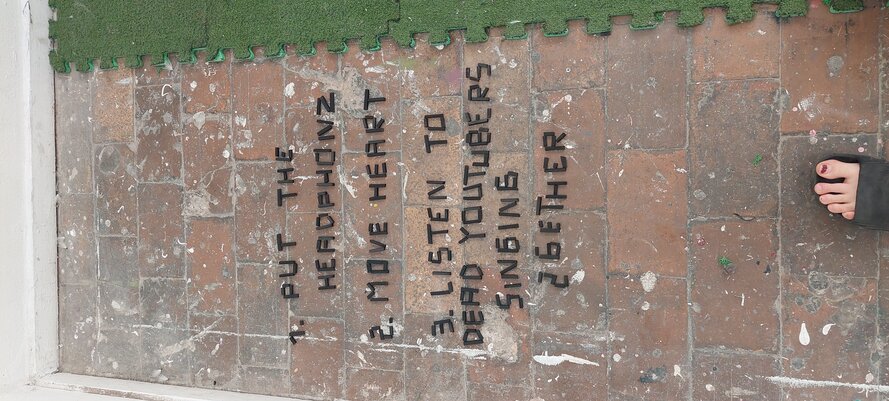 1. PUT THE
HEADPHONZ
2. MOVE HEART
3. LISTEN TO
DEAD YOUTUBERS
SINGING
2GETHER